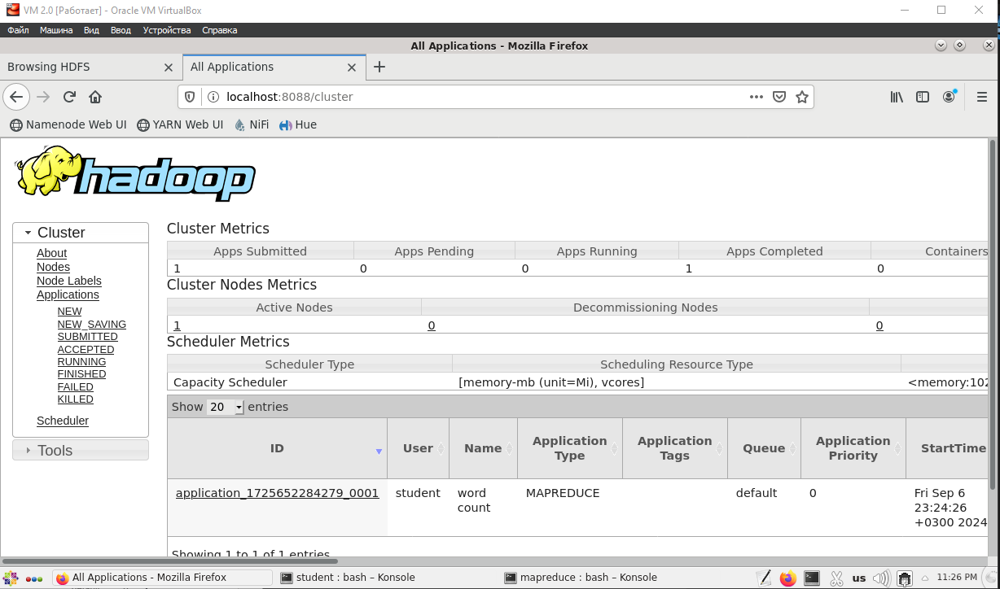 VM 2.0 [Работает] - Oracle VM VirtualBox
Файл Машина Вид Ввод Устройства Справка
All Applications - Mozilla Firefox
Browsing HDFS
All Applications
localhost:8088/cluster
Namenode Web UI YARN Web UI NiFi Hue
hadoop
Cluster
About
Nodes
Node Labels
Applications
NEW
NEW_SAVING
SUBMITTED
ACCEPTED
RUNNING
FINISHED
FAILED
KILLED
Scheduler
Tools
Cluster Metrics
Apps Submitted Apps Pending Apps Running Apps Completed Containers
1 0 0 1 0
Cluster Nodes Metrics
Active Nodes Decommissioning Nodes
1 0 0
Scheduler Metrics
Scheduler Type Scheduling Resource Type
Capacity Scheduler [memory-mb (unit=Mi), vcores] <memory:102
Show 20 entries
ID User Name Application Type Application Tags Queue Application Priority StartTime
application_1725652284279_0001 student word count MAPREDUCE default 0 Fri Sep 6 23:24:26 +0300 2024
Showing 1 to 1 of 1 entries
All Applications - Mozilla Firefox student : bash – Konsole mapreduce : bash – Konsole us 11:26 PM